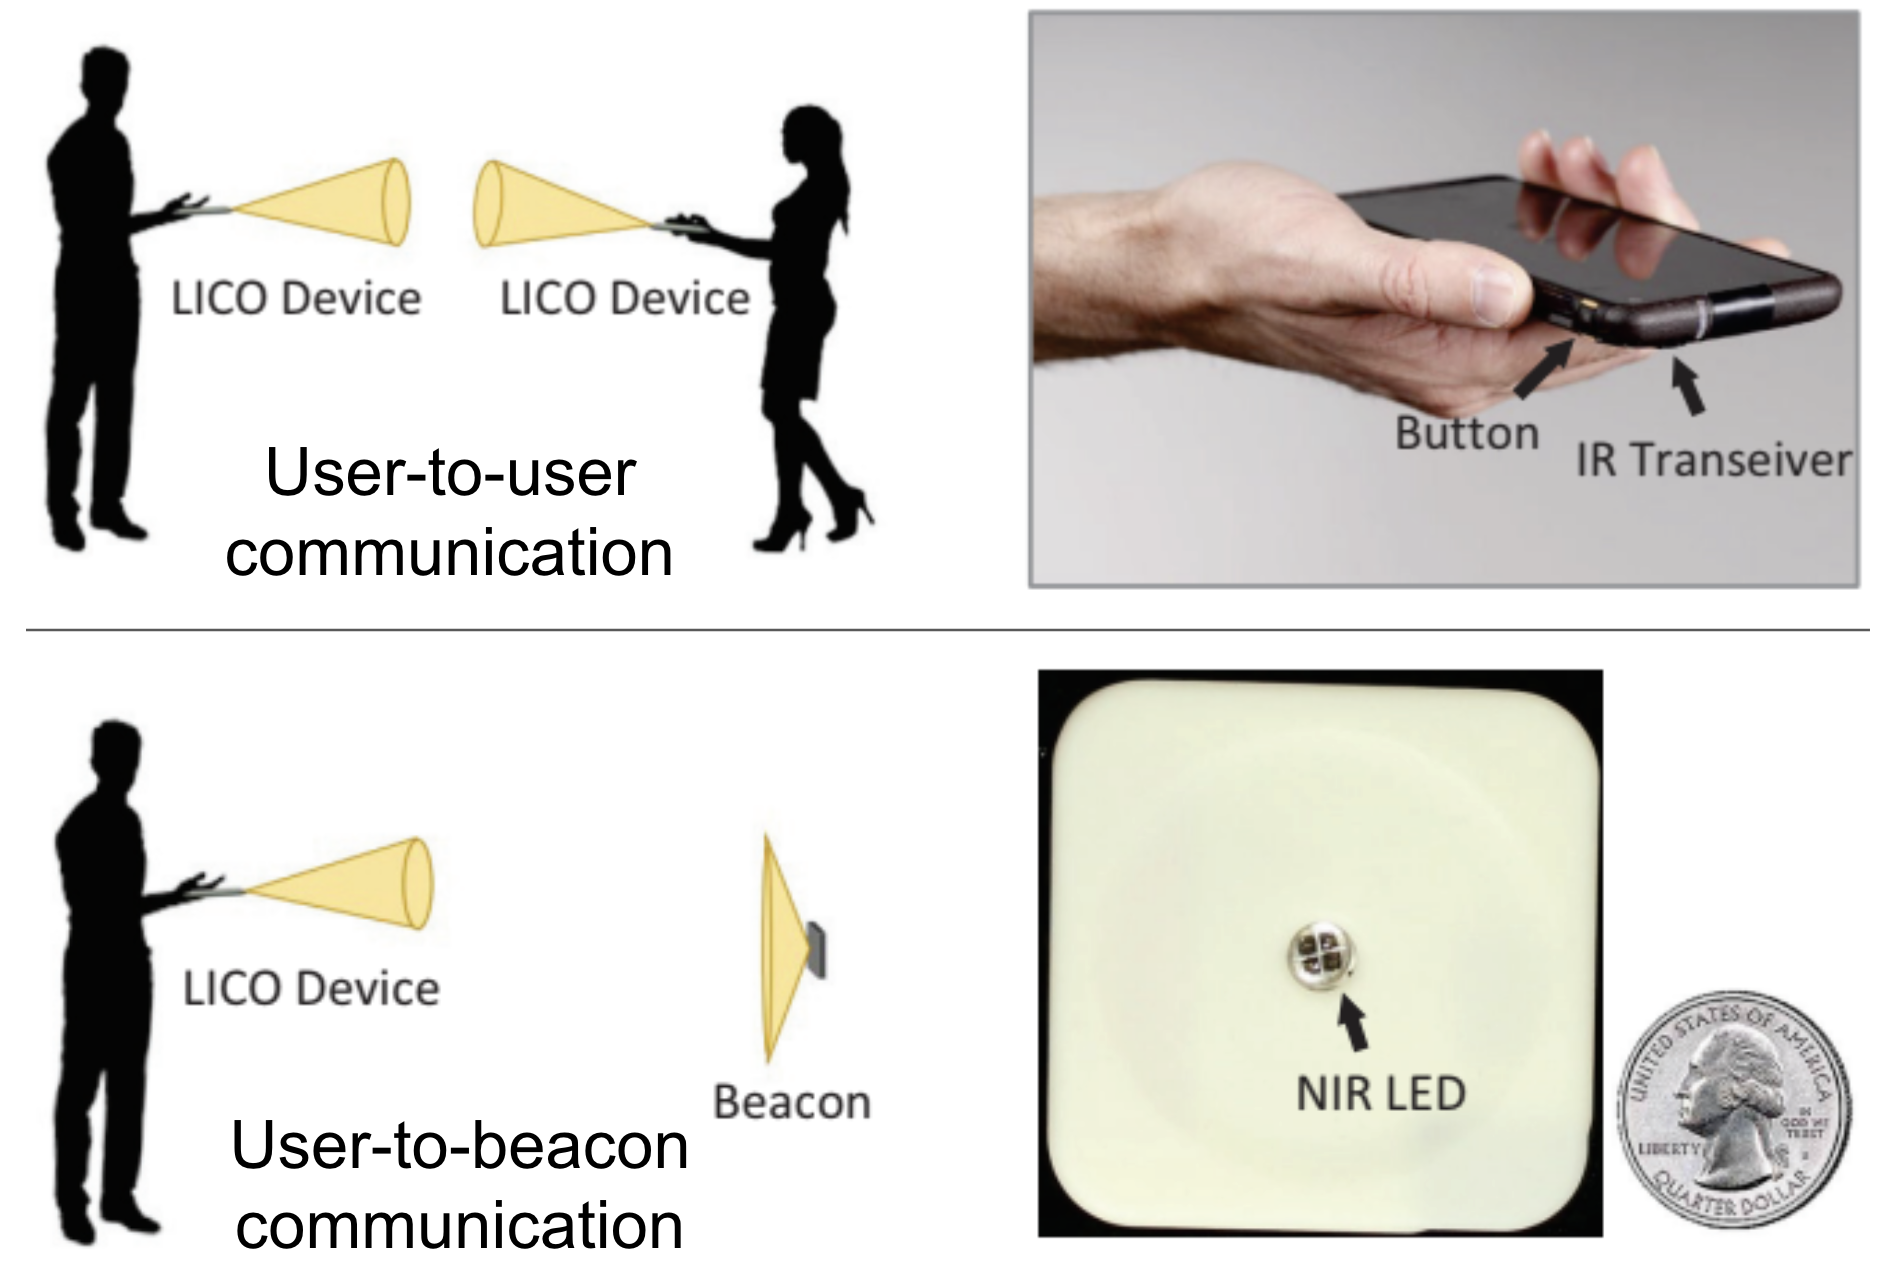 LICO Device
LICO Device
User-to-user
communication
Button
IR Transeiver
LICO Device
Beacon
User-to-beacon
communication
NIR LED
UNITED STATES OF AMERICA
IN
GOD WE
TRUST
LIBERTY
QUARTER DOLLAR